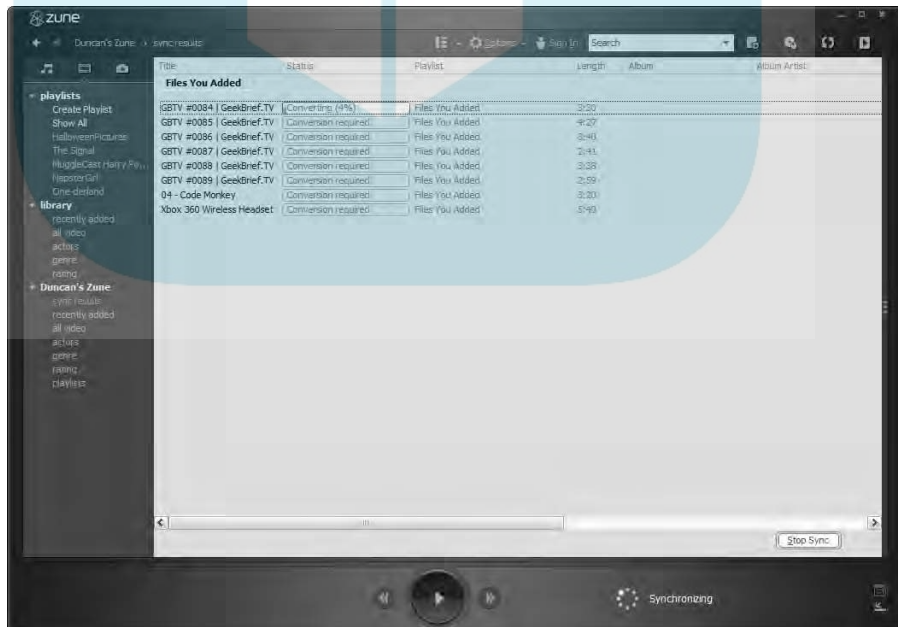 zune
Duncan's Zune › sync results
Options
Sign In
Search
Title Status Playlist Length Album Album Artist
Files You Added
GBTV #0084 | GeekBrief.TV Converting (4%) Files You Added 3:30
GBTV #0085 | GeekBrief.TV Conversion required Files You Added 4:27
GBTV #0086 | GeekBrief.TV Conversion required Files You Added 3:40
GBTV #0087 | GeekBrief.TV Conversion required Files You Added 2:41
GBTV #0088 | GeekBrief.TV Conversion required Files You Added 3:38
GBTV #0089 | GeekBrief.TV Conversion required Files You Added 2:59
04 - Code Monkey Conversion required Files You Added 3:20
Xbox 360 Wireless Headset Conversion required Files You Added
playlists
Create Playlist
Show All
HalloweenPictures
The Signal
MuggleCast Harry
NapsterGirl
One-derland
library
recently added
all video
actors
genre
rating
Duncan's Zune
sync results
recently added
all video
actors
genre
rating
playlists
Stop Sync
Synchronizing